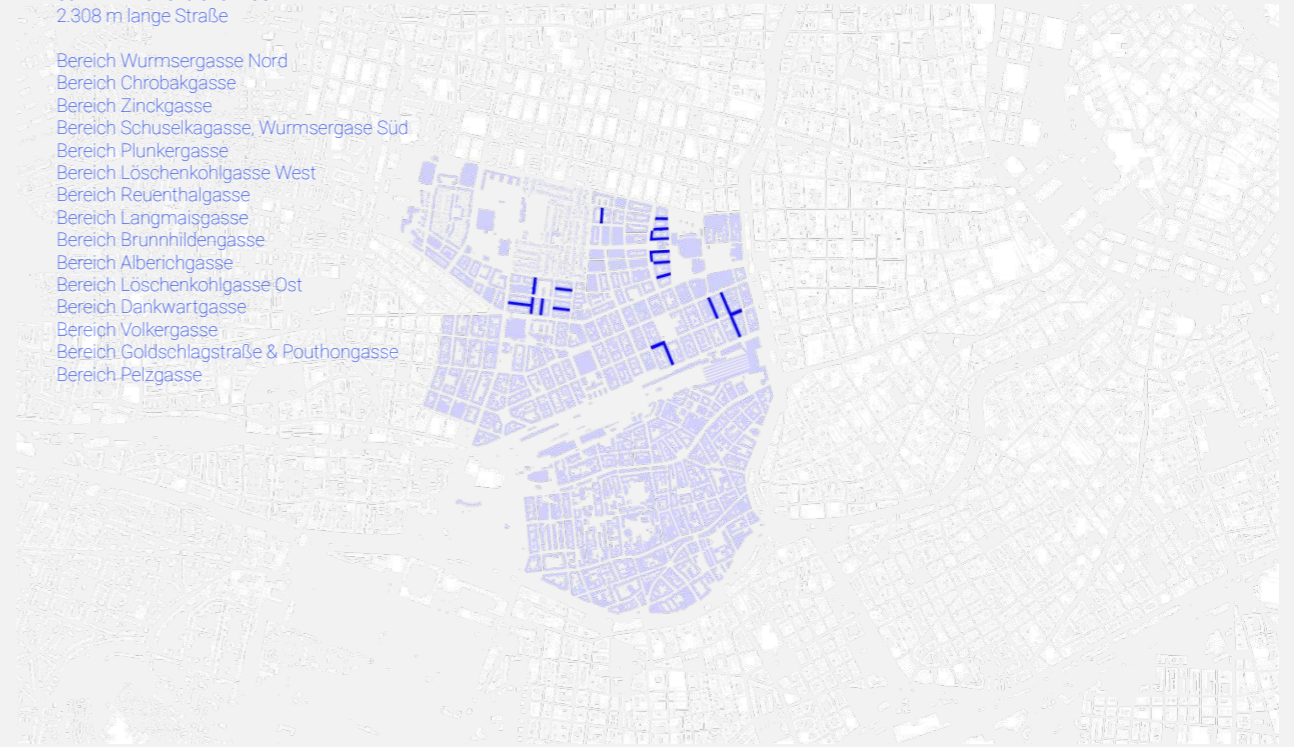 2.308 m lange Straße
Bereich Wurmsergasse Nord
Bereich Chrobakgasse
Bereich Zinckgasse
Bereich Schuselkagasse, Wurmsergase Süd
Bereich Plunkergasse
Bereich Löschenkohlgasse West
Bereich Reuenthalgasse
Bereich Langmaisgasse
Bereich Brunnhildengasse
Bereich Alberichgasse
Bereich Löschenkohlgasse Ost
Bereich Dankwartgasse
Bereich Volkergasse
Bereich Goldschlagstraße & Pouthongasse
Bereich Pelzgasse